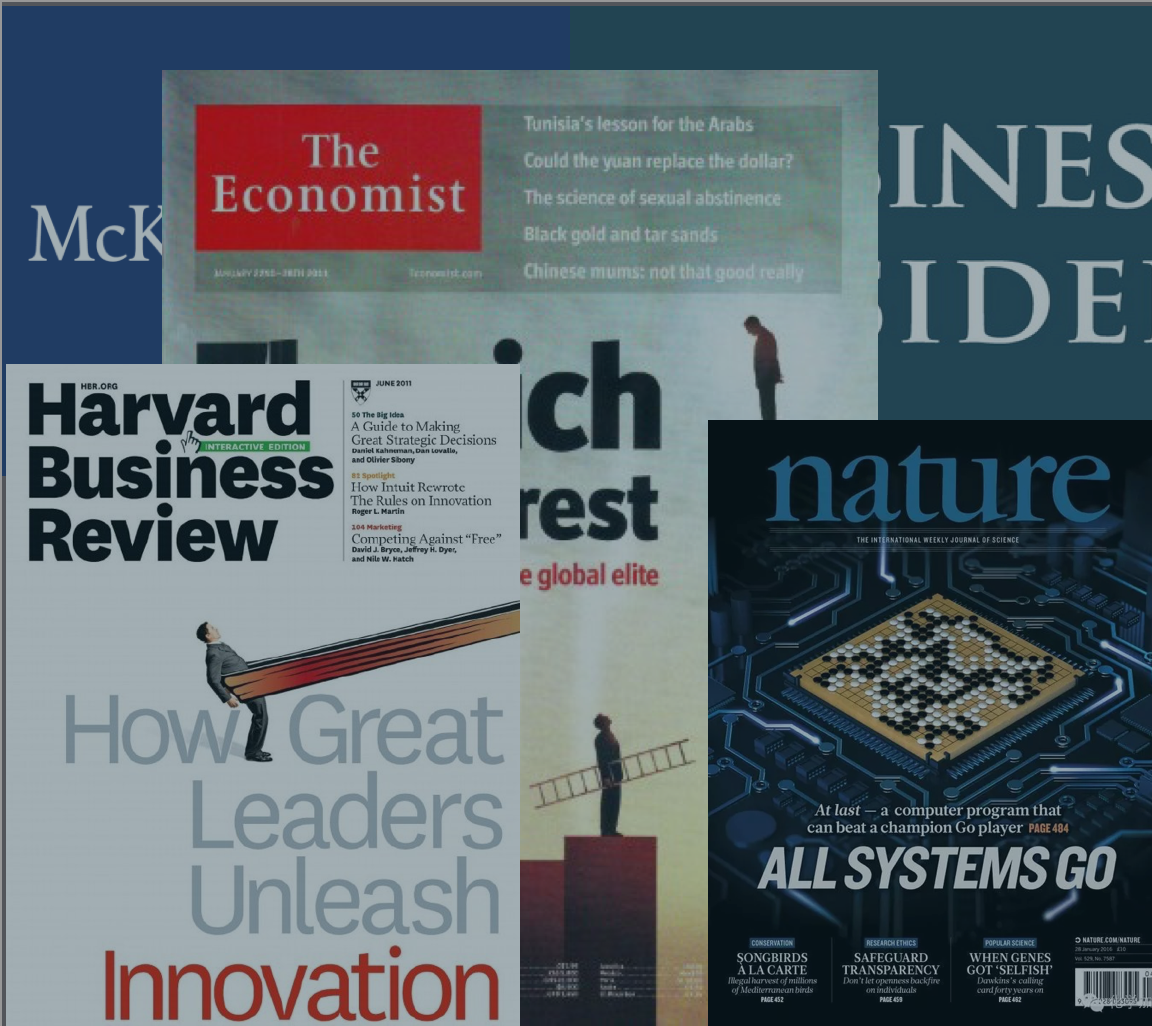 McK
INES
SIDE
The
Economist
JANUARY 22ND–28TH 2011
Economist.com
Tunisia's lesson for the Arabs
Could the yuan replace the dollar?
The science of sexual abstinence
Black gold and tar sands
Chinese mums: not that good really
ich
rest
e global elite
HBR.ORG
Harvard
INTERACTIVE EDITION
Business
Review
JUNE 2011
50 The Big Idea
A Guide to Making
Great Strategic Decisions
Daniel Kahneman, Dan Lovallo,
and Olivier Sibony
81 Spotlight
How Intuit Rewrote
The Rules on Innovation
Roger L. Martin
104 Marketing
Competing Against “Free”
David J. Bryce, Jeffrey H. Dyer,
and Nile W. Hatch
How Great
Leaders
Unleash
Innovation
nature
THE INTERNATIONAL WEEKLY JOURNAL OF SCIENCE
At last — a computer program that
can beat a champion Go player PAGE 484
ALL SYSTEMS GO
CONSERVATION
SONGBIRDS
À LA CARTE
Illegal harvest of millions
of Mediterranean birds
PAGE 452
RESEARCH ETHICS
SAFEGUARD
TRANSPARENCY
Don't let openness backfire
on individuals
PAGE 459
POPULAR SCIENCE
WHEN GENES
GOT ‘SELFISH’
Dawkins's calling
card forty years on
PAGE 462
NATURE.COM/NATURE
28 January 2016 £10
Vol. 529, No. 7587